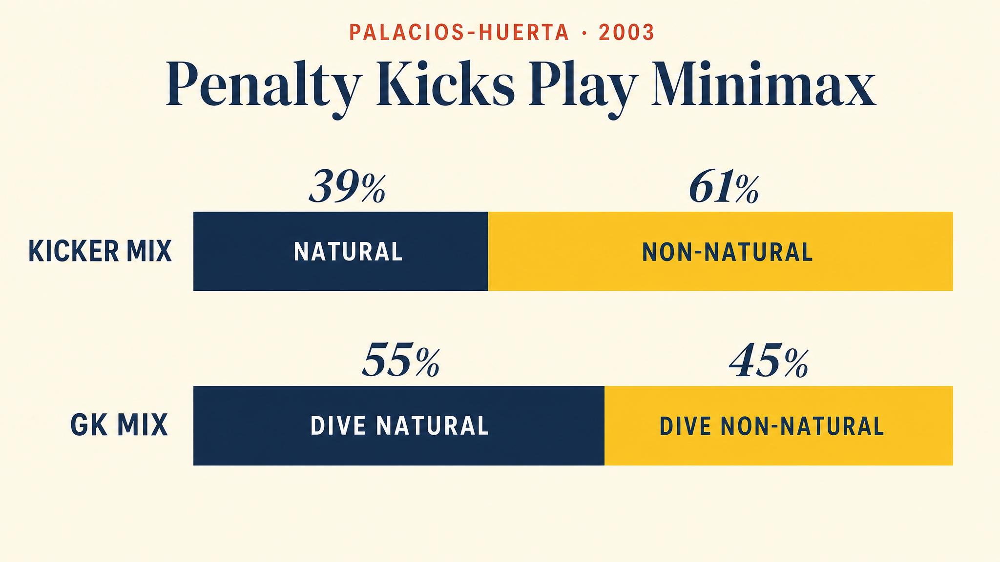 PALACIOS-HUERTA · 2003
Penalty Kicks Play Minimax
39% 61%
KICKER MIX NATURAL NON-NATURAL
55% 45%
GK MIX DIVE NATURAL DIVE NON-NATURAL